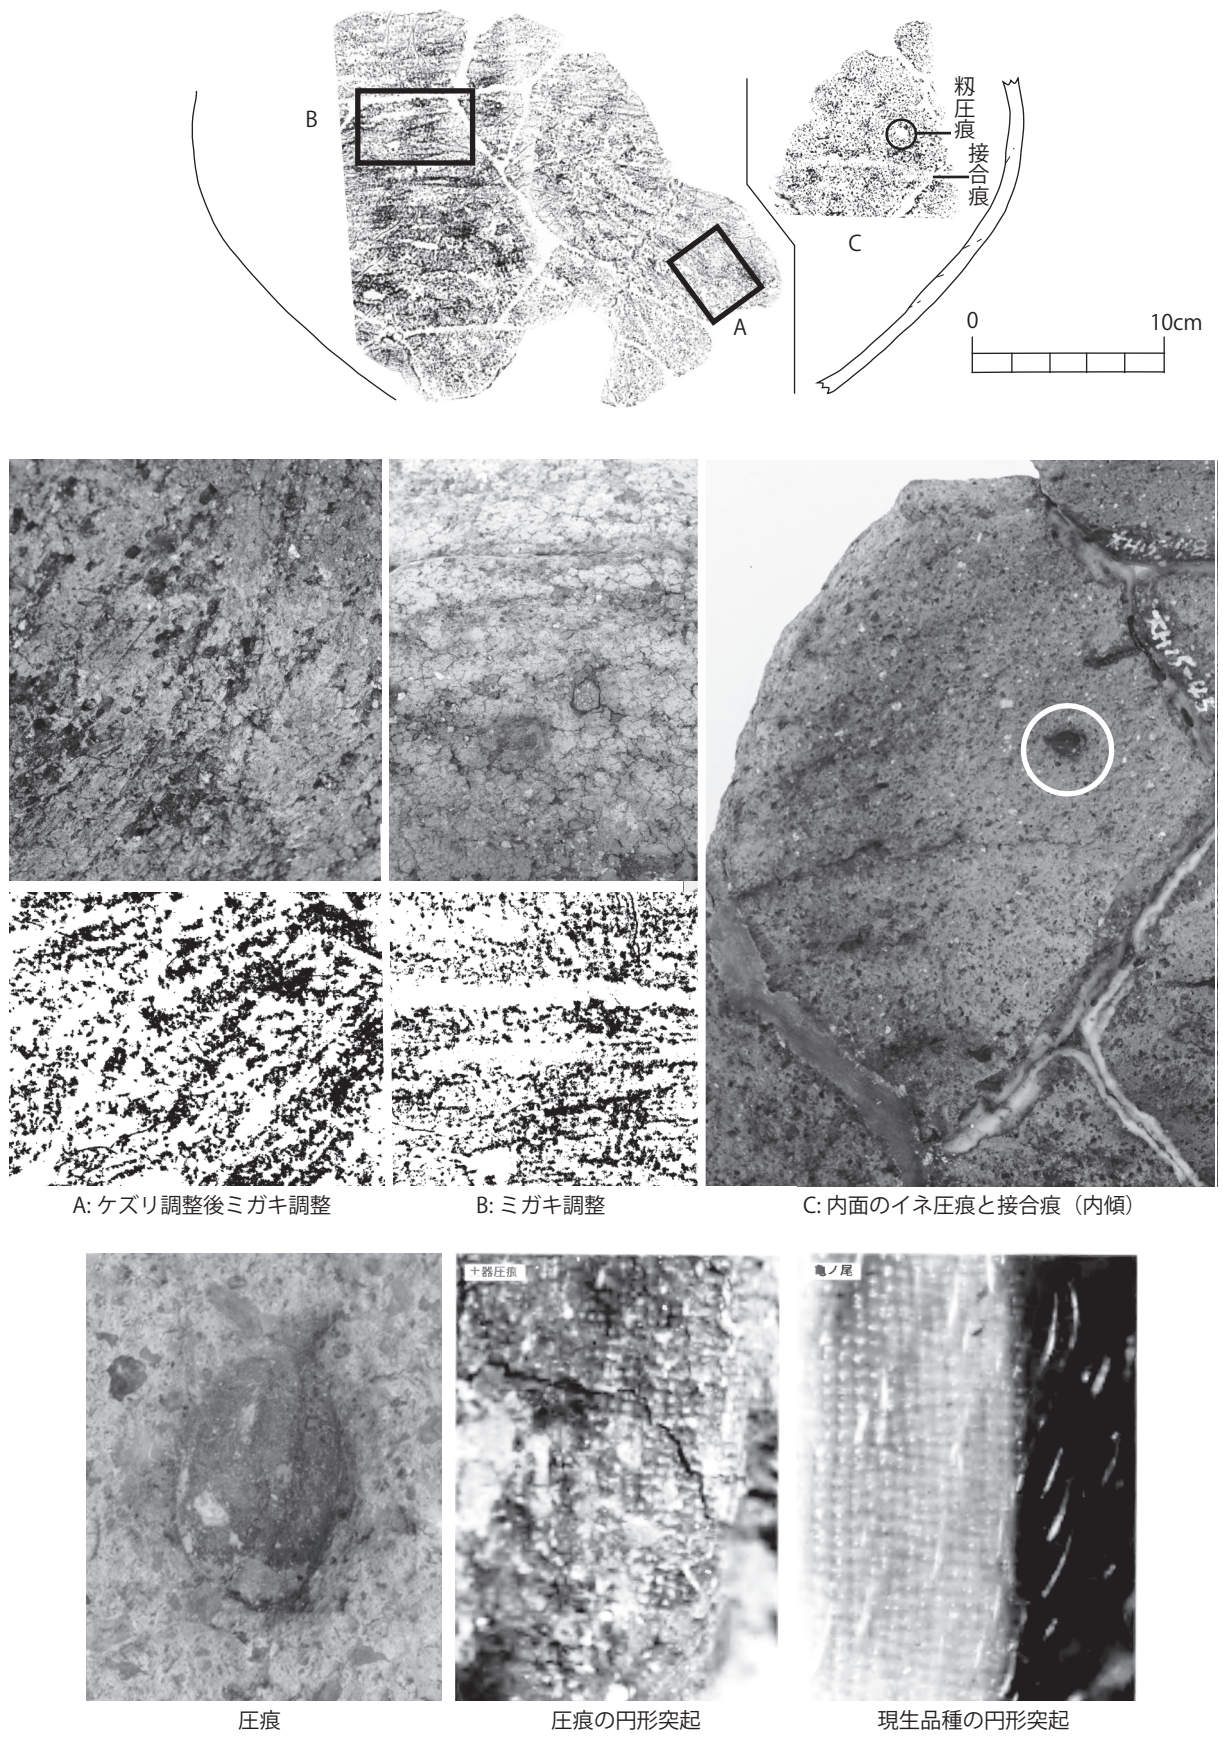 B
籾圧痕
接合痕
C
A
0
10cm
KH15-45
A: ケズリ調整後ミガキ調整
B: ミガキ調整
C: 内面のイネ圧痕と接合痕（内傾）
土器圧痕
亀ノ尾
圧痕
圧痕の円形突起
現生品種の円形突起